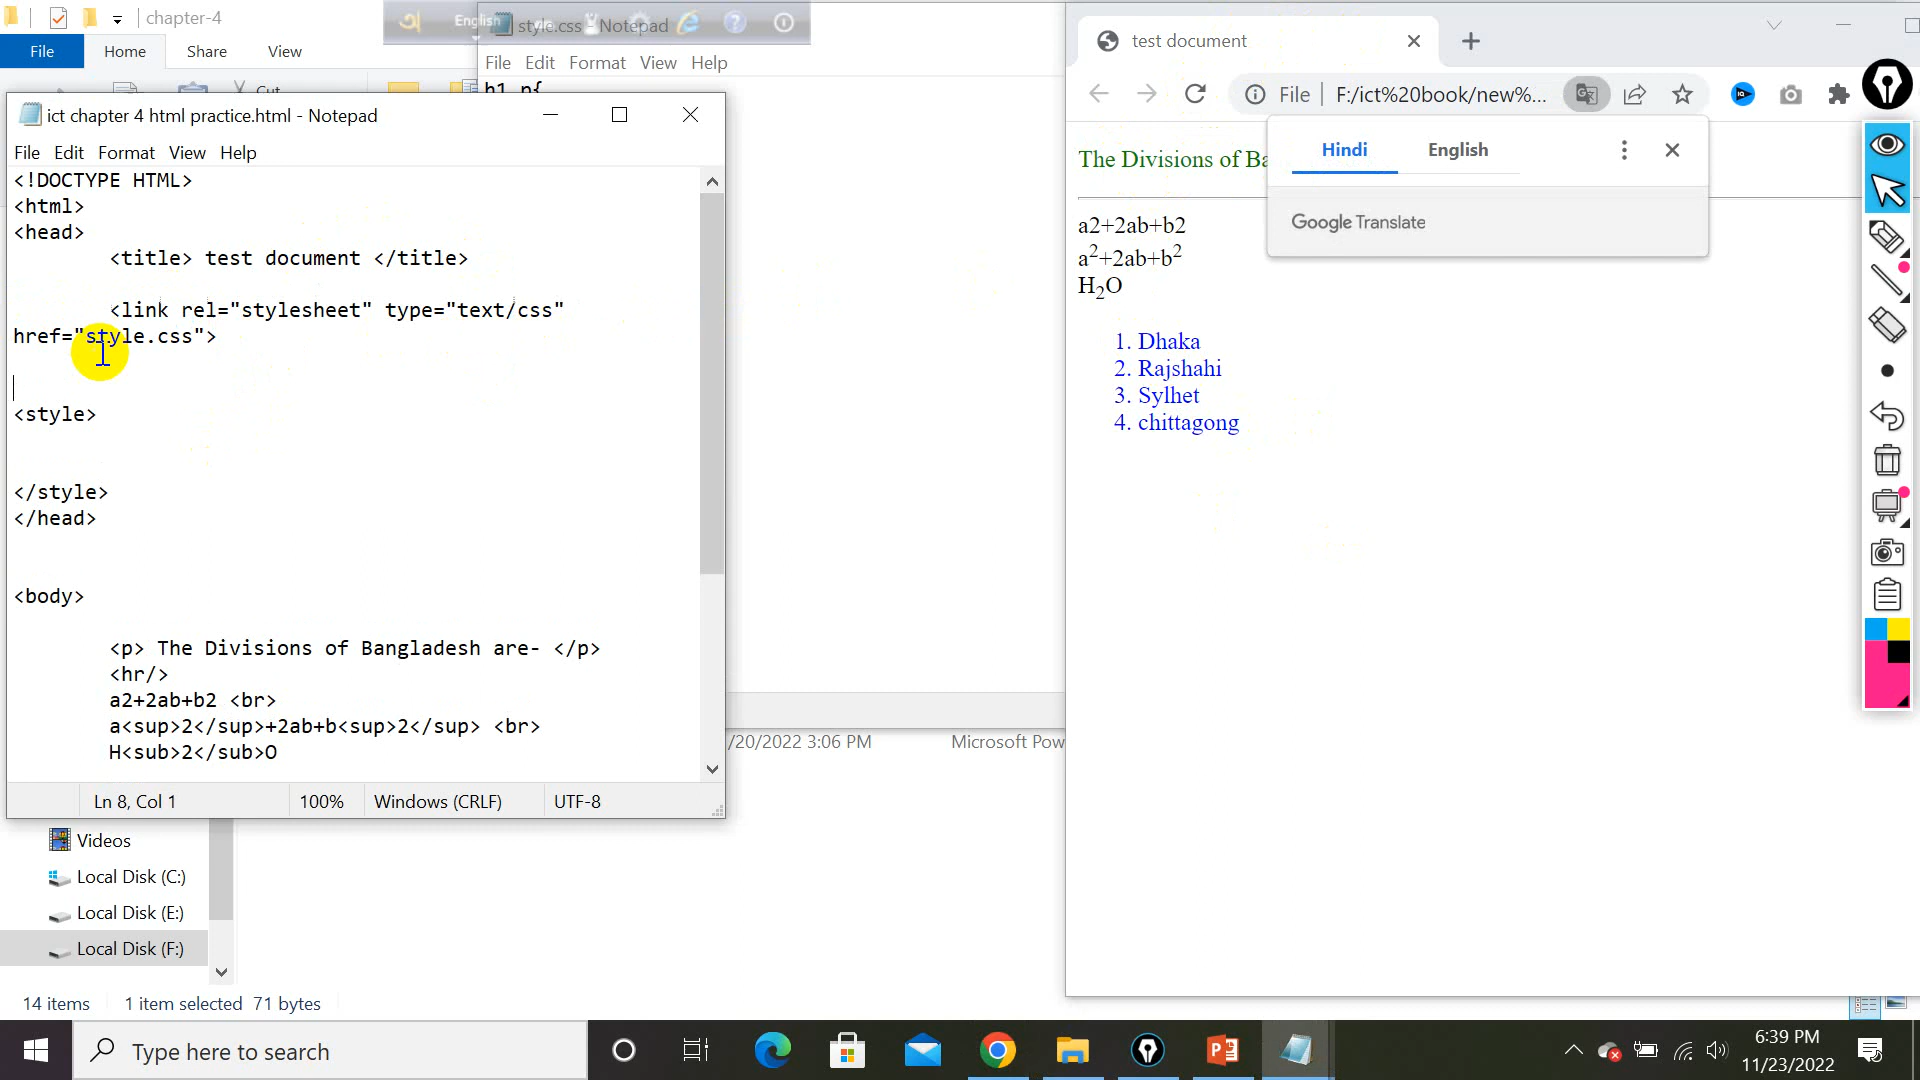 chapter-4
File Home Share View
Cut
English
style.css - Notepad
File Edit Format View Help
h1,p{
ict chapter 4 html practice.html - Notepad
File Edit Format View Help
<!DOCTYPE HTML>
<html>
<head>
<title> test document </title>
<link rel="stylesheet" type="text/css"
href="style.css">
<style>
</style>
</head>
<body>
<p> The Divisions of Bangladesh are- </p>
<hr/>
a2+2ab+b2 <br>
a<sup>2</sup>+2ab+b<sup>2</sup> <br>
H<sub>2</sub>O
Ln 8, Col 1 100% Windows (CRLF) UTF-8
/20/2022 3:06 PM Microsoft Pow
Videos
Local Disk (C:)
Local Disk (E:)
Local Disk (F:)
14 items 1 item selected 71 bytes
test document
File F:/ict%20book/new%...
Hindi English
Google Translate
The Divisions of Ba
a2+2ab+b2
a²+2ab+b²
H₂O
1. Dhaka
2. Rajshahi
3. Sylhet
4. chittagong
Type here to search
6:39 PM
11/23/2022